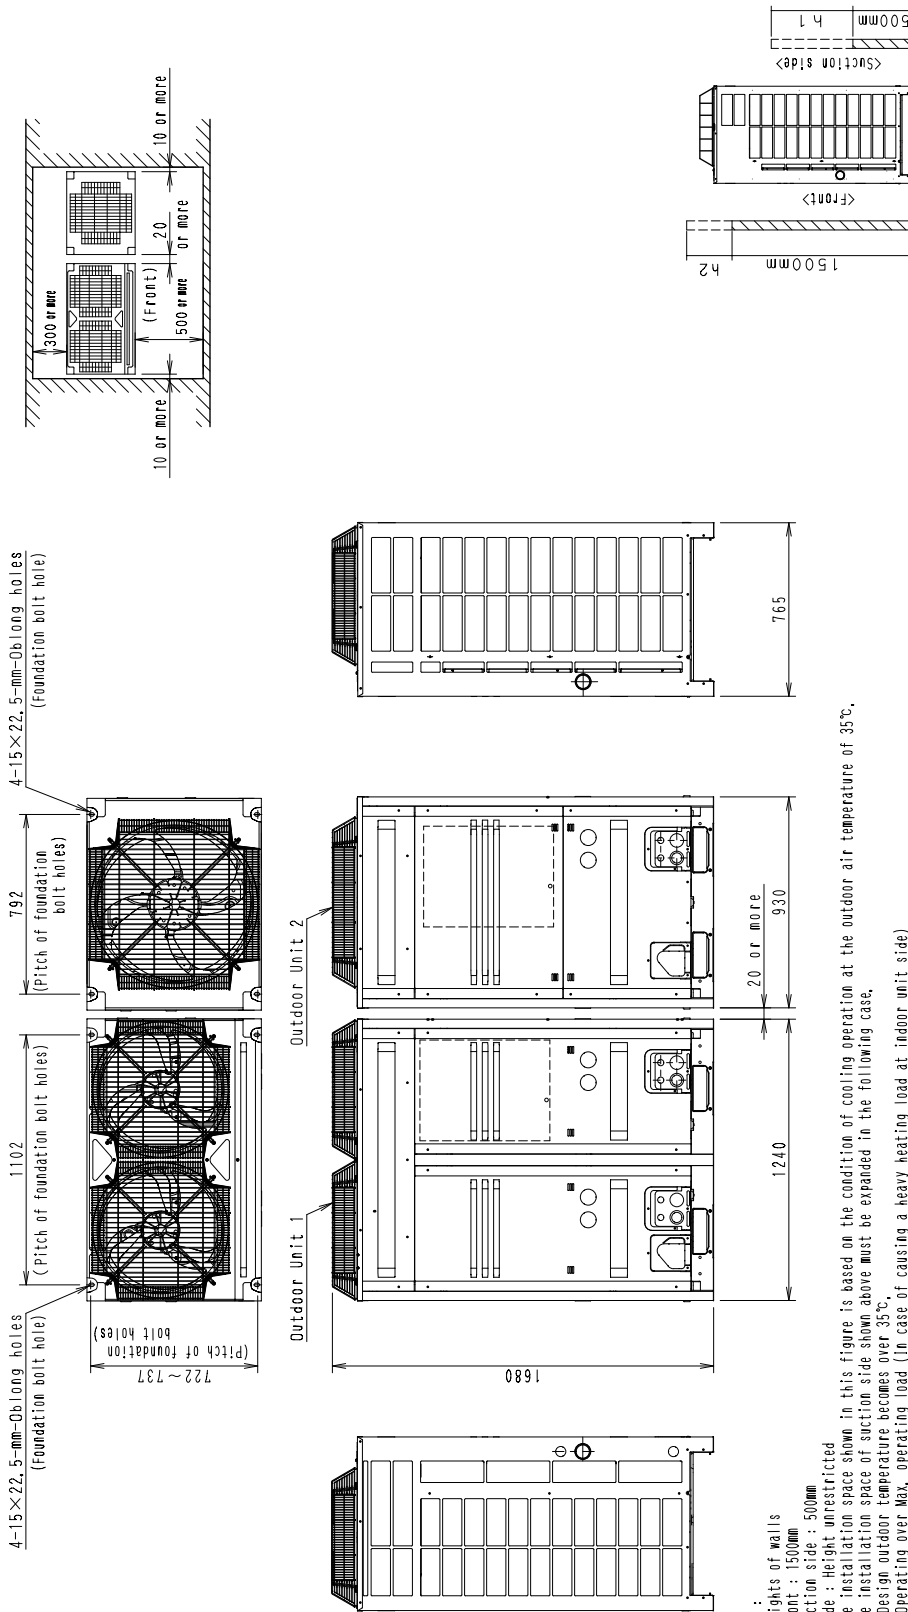 4-15×22.5-mm-Oblong holes
(Foundation bolt hole)
1102
(Pitch of foundation bolt holes)
792
(Pitch of foundation
bolt holes)
4-15×22.5-mm-Oblong holes
(Foundation bolt hole)
722~737
(Pitch of foundation
bolt holes)
10 or more
300 or more
(Front)
500 or more
20
or more
10 or more
Outdoor Unit 1
Outdoor Unit 2
1680
1240
20 or more
930
765
h2
1500mm
<Front>
<Suction side>
h1
500mm
:
ights of walls
ont : 1500mm
ction side : 500mm
de : Height unrestricted
e installation space shown in this figure is based on the condition of cooling operation at the outdoor air temperature of 35℃.
e installation space of suction side shown above must be expanded in the following case.
Design outdoor temperature becomes over 35℃.
Operating over Max. operating load (In case of causing a heavy heating load at indoor unit side)